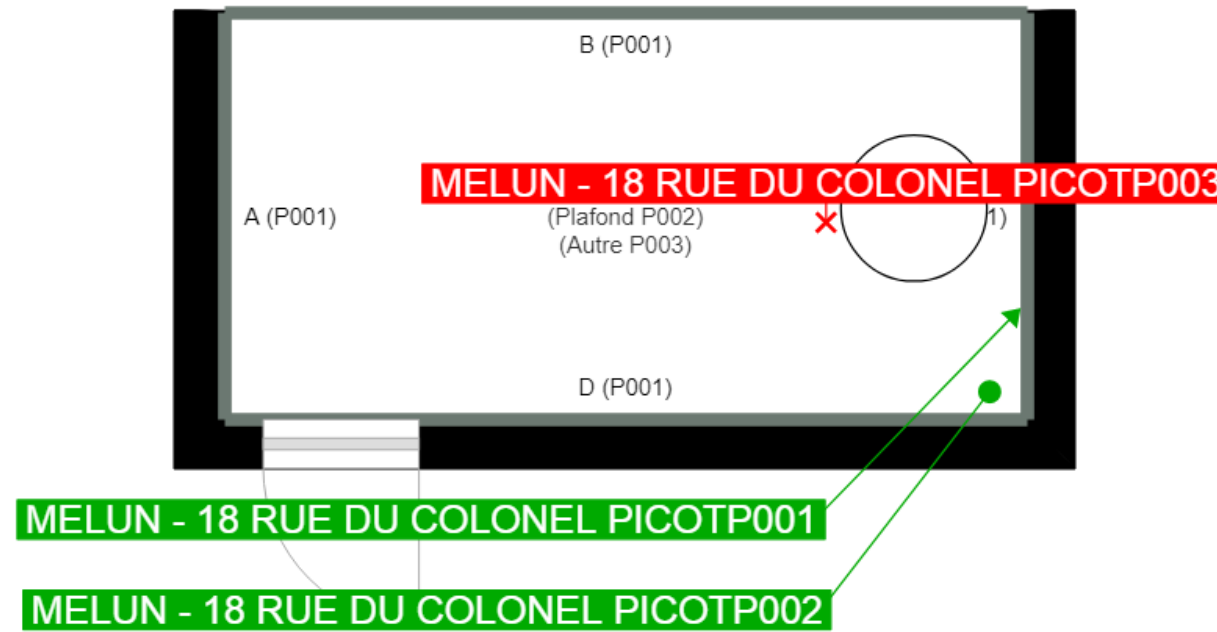 B (P001)
MELUN - 18 RUE DU COLONEL PICOTP003
A (P001)
(Plafond P002)
1)
(Autre P003)
D (P001)
MELUN - 18 RUE DU COLONEL PICOTP001
MELUN - 18 RUE DU COLONEL PICOTP002